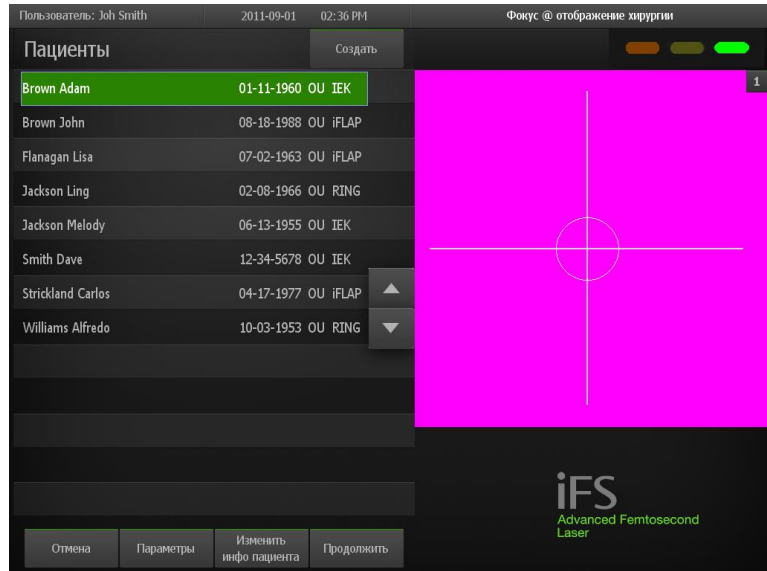 Пользователь: Joh Smith 2011-09-01 02:36 PM Фокус @ отображение хирургии
Пациенты Создать
1
Brown Adam 01-11-1960 OU IEK
Brown John 08-18-1988 OU iFLAP
Flanagan Lisa 07-02-1963 OU iFLAP
Jackson Ling 02-08-1966 OU RING
Jackson Melody 06-13-1955 OU IEK
Smith Dave 12-34-5678 OU IEK
Strickland Carlos 04-17-1977 OU iFLAP
Williams Alfredo 10-03-1953 OU RING
iFS
Advanced Femtosecond
Laser
Отмена
Параметры
Изменить
инфо пациента
Продолжить